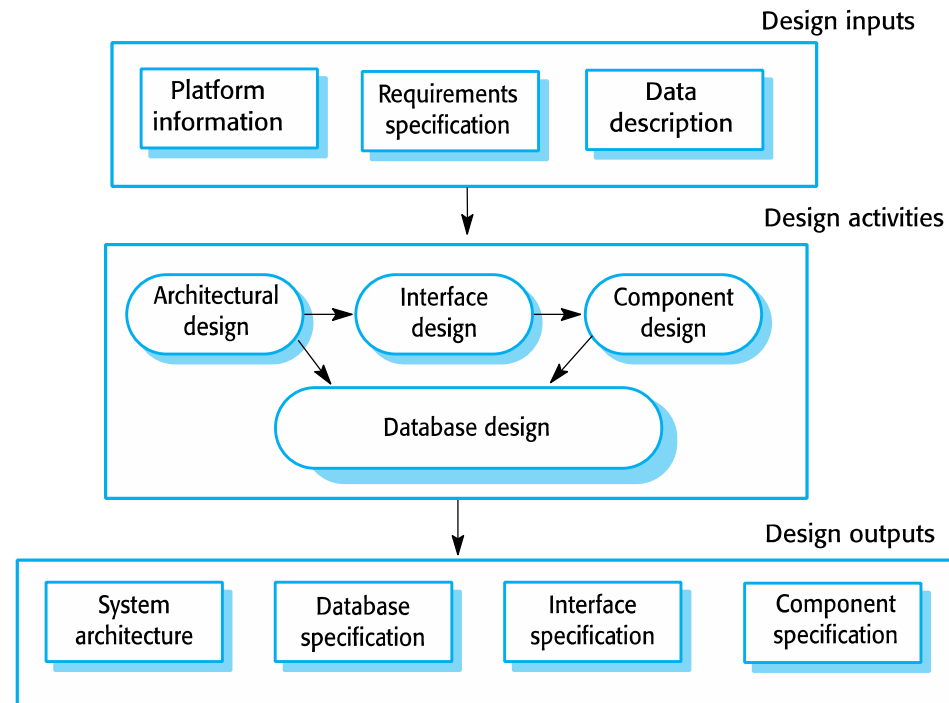 Design inputs
Platform
information
Requirements
specification
Data
description
Design activities
Architectural
design
Interface
design
Component
design
Database design
Design outputs
System
architecture
Database
specification
Interface
specification
Component
specification